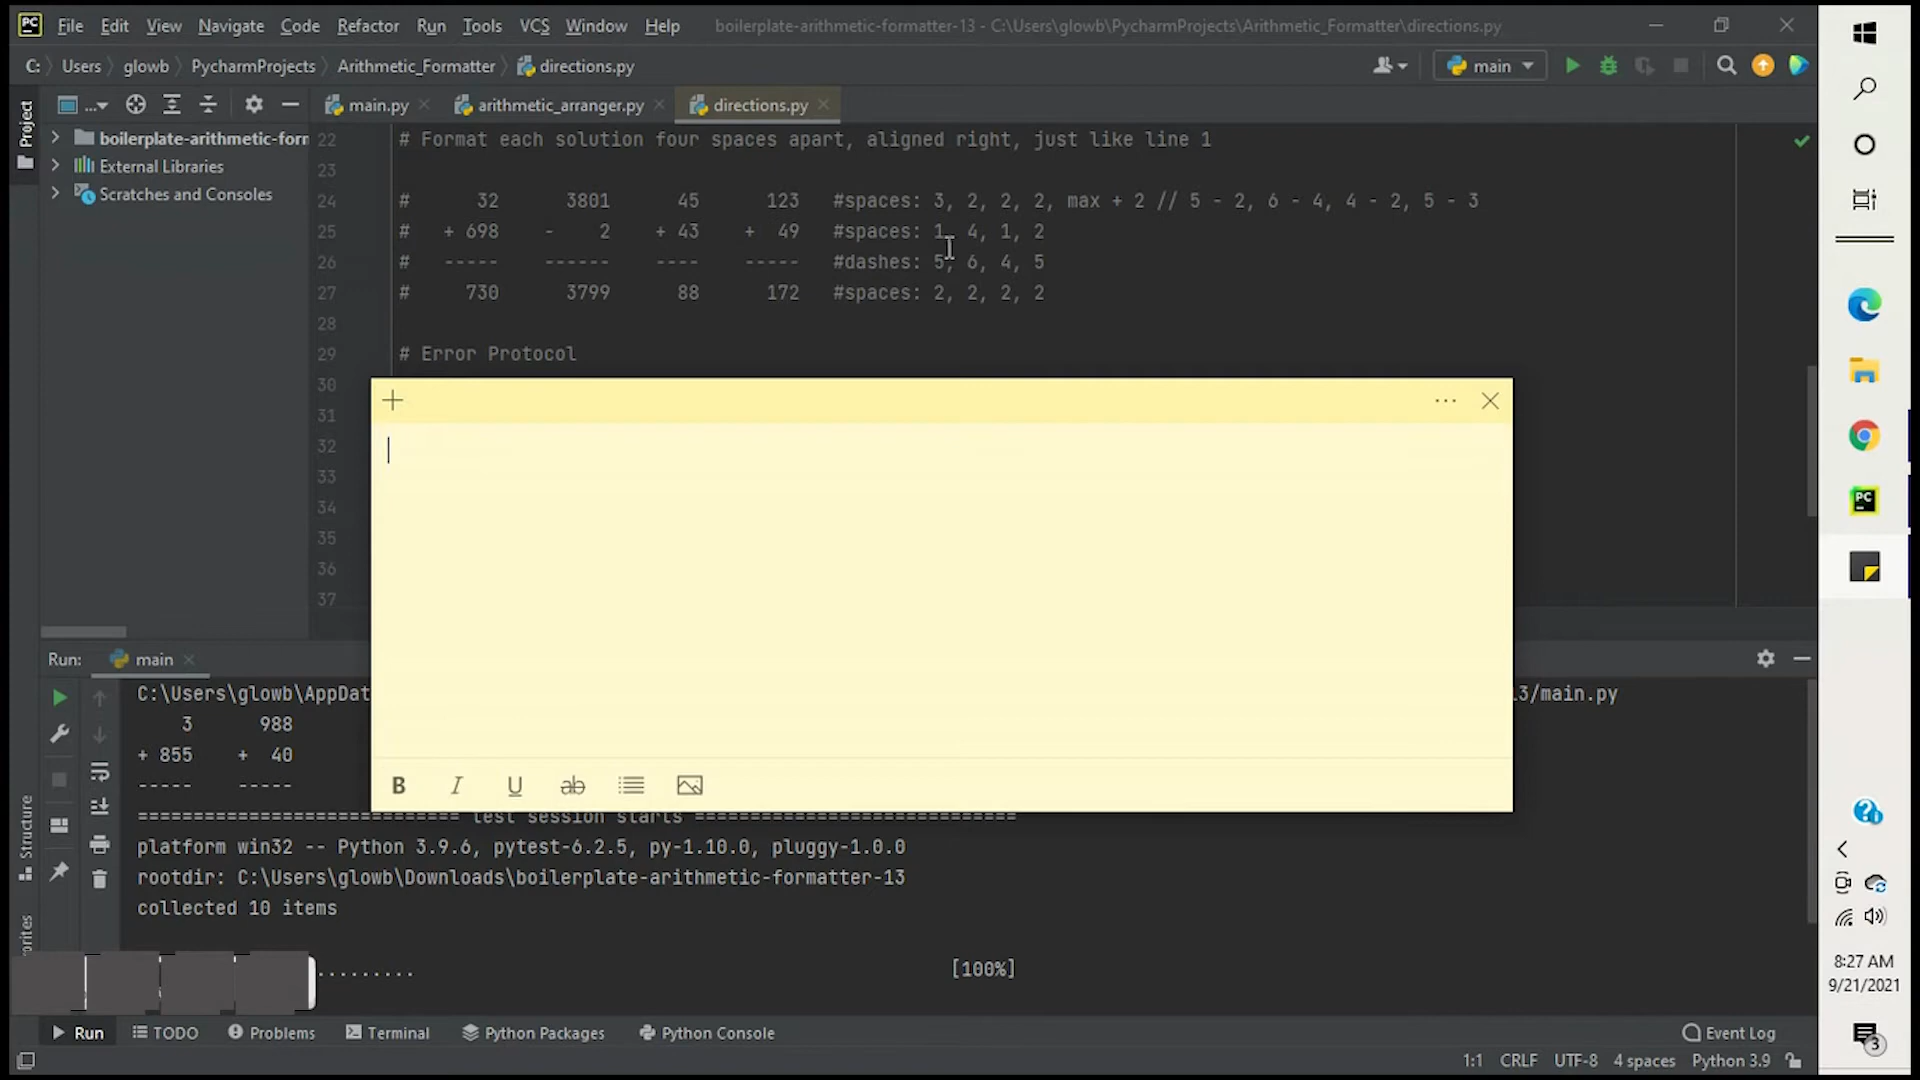 PC File Edit View Navigate Code Refactor Run Tools VCS Window Help boilerplate-arithmetic-formatter-13 - C:\Users\glowb\PycharmProjects\Arithmetic_Formatter\directions.py
C: Users glowb PycharmProjects Arithmetic_Formatter directions.py main
Project ... main.py arithmetic_arranger.py directions.py
boilerplate-arithmetic-forr
External Libraries
Scratches and Consoles
22 # Format each solution four spaces apart, aligned right, just like line 1
23
24 # 32 3801 45 123 #spaces: 3, 2, 2, 2, max + 2 // 5 - 2, 6 - 4, 4 - 2, 5 - 3
25 # + 698 - 2 + 43 + 49 #spaces: 1, 4, 1, 2
26 # ----- ------ ---- ----- #dashes: 5, 6, 4, 5
27 # 730 3799 88 172 #spaces: 2, 2, 2, 2
28
29 # Error Protocol
30
31
32
33
34
35
36
37
B I U ab
Run: main
C:\Users\glowb\AppDat 3/main.py
3 988
+ 855 + 40
----- -----
============================= test session starts =============================
platform win32 -- Python 3.9.6, pytest-6.2.5, py-1.10.0, pluggy-1.0.0
rootdir: C:\Users\glowb\Downloads\boilerplate-arithmetic-formatter-13
collected 10 items
......... [100%]
Structure
Run TODO Problems Terminal Python Packages Python Console Event Log
1:1 CRLF UTF-8 4 spaces Python 3.9
PC
8:27 AM
9/21/2021
3